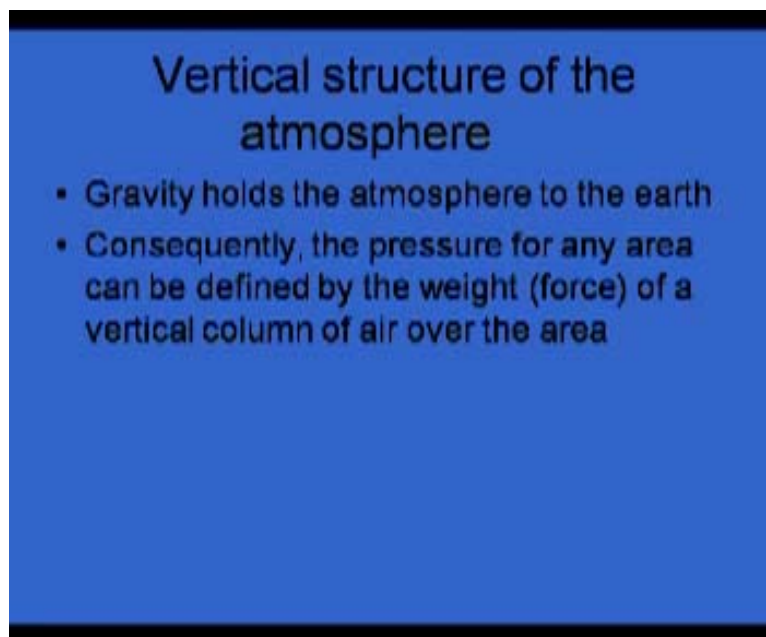 Vertical structure of the
atmosphere
• Gravity holds the atmosphere to the earth
• Consequently, the pressure for any area
can be defined by the weight (force) of a
vertical column of air over the area